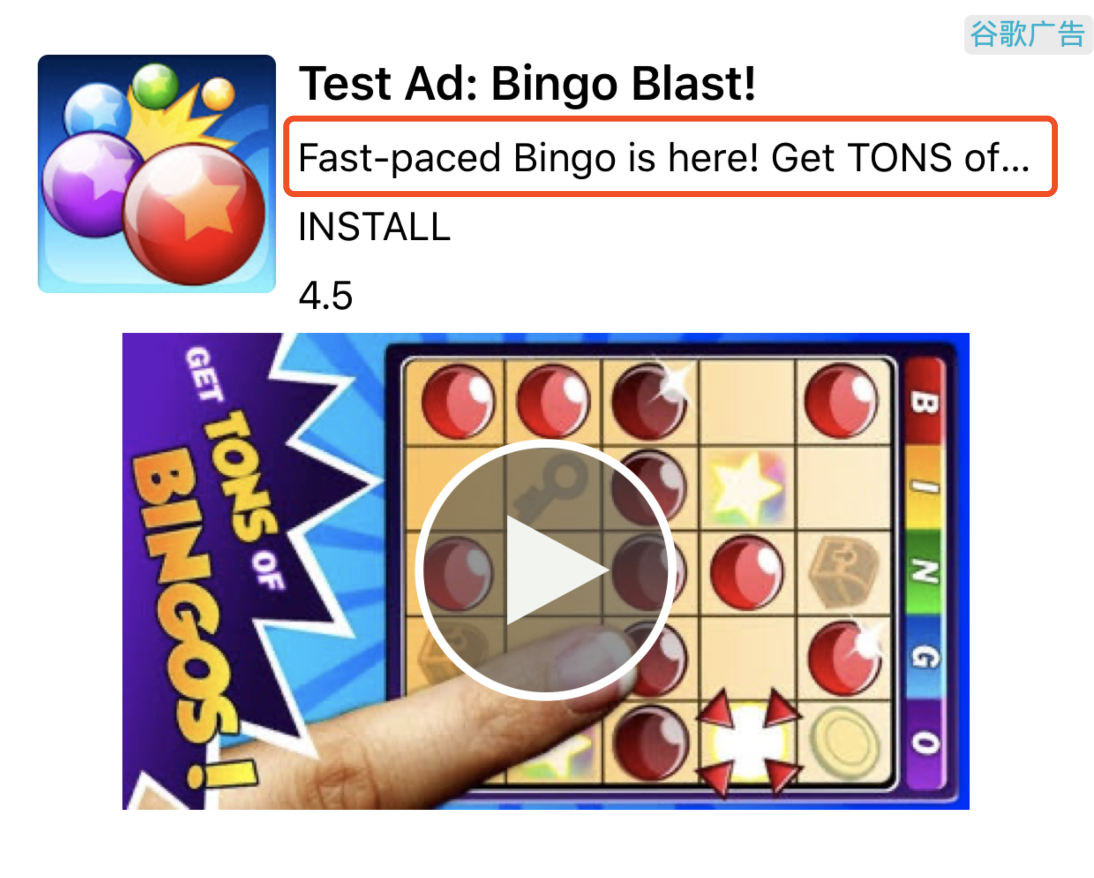 谷歌广告
Test Ad: Bingo Blast!
Fast-paced Bingo is here! Get TONS of...
INSTALL
4.5
GET TONS OF
BINGOS!
B
I
N
G
O